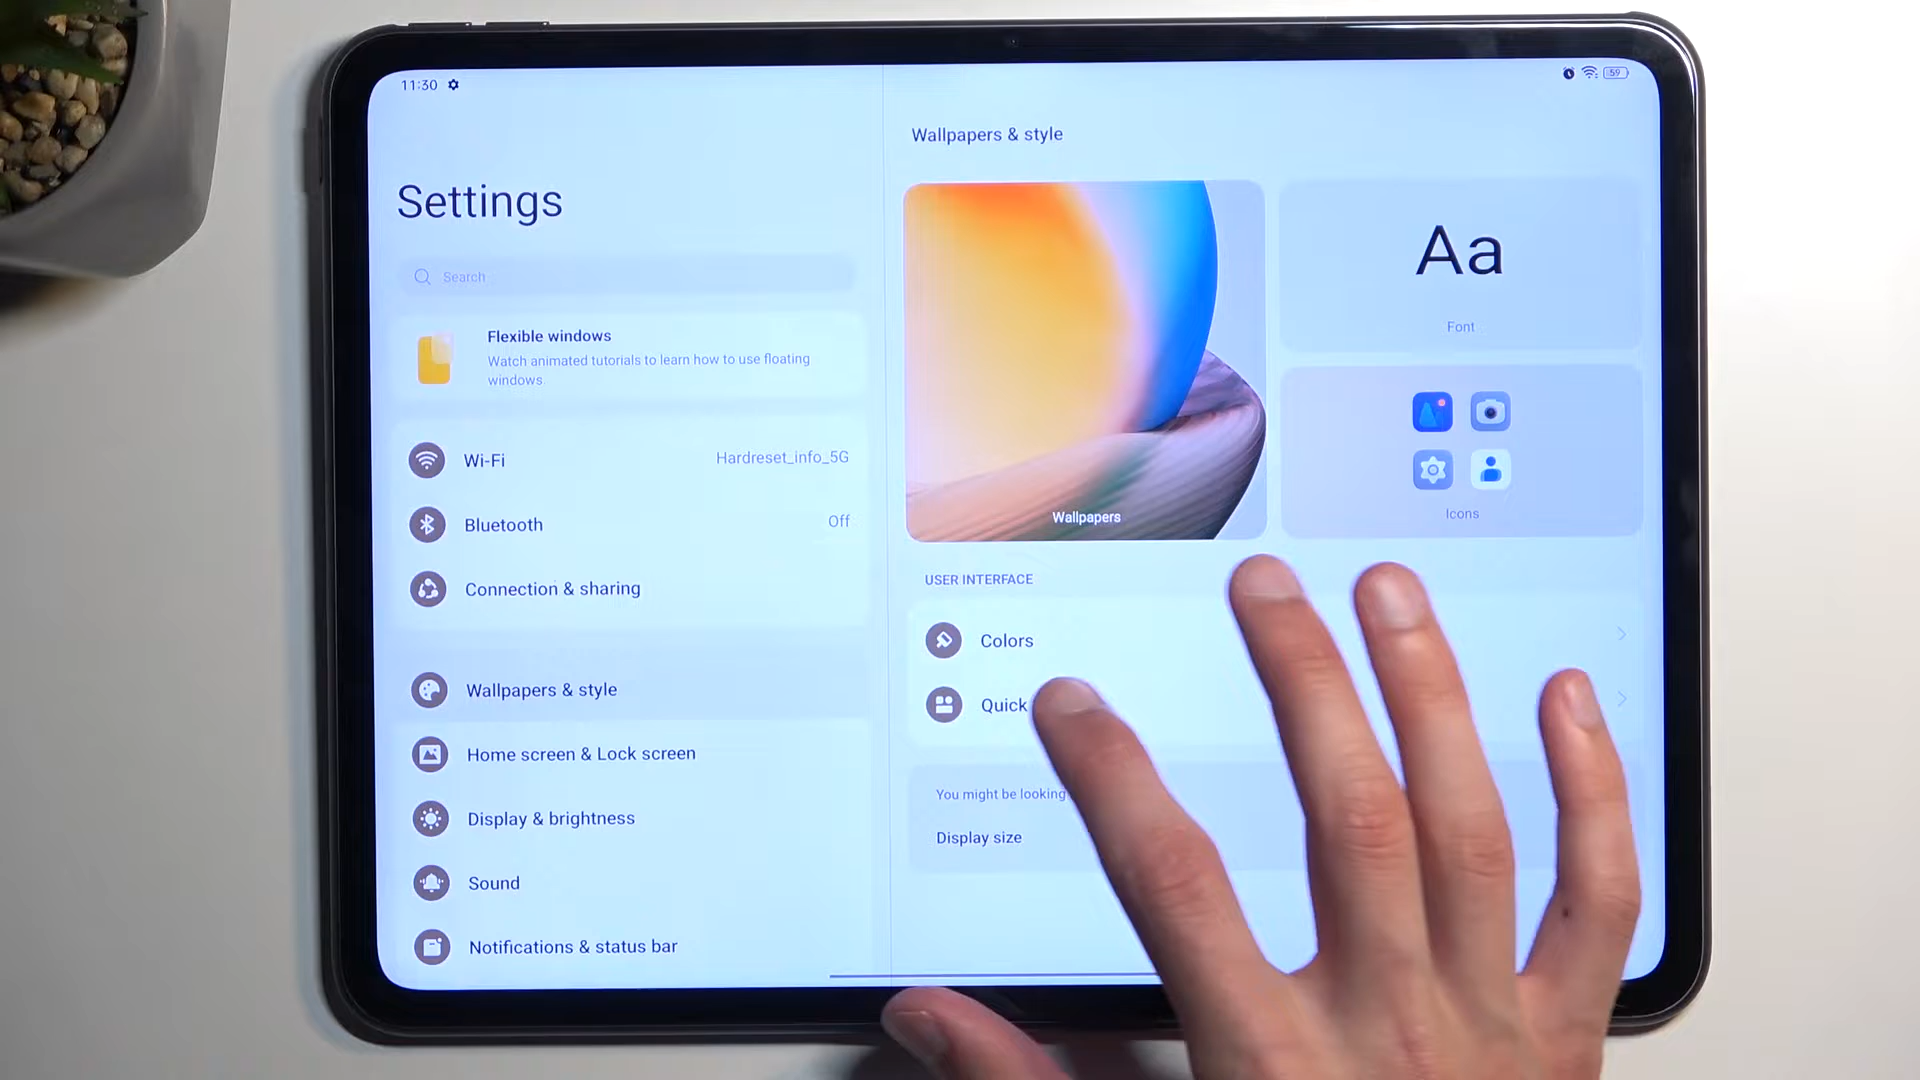 11:30
59
Settings
Search
Flexible windows
Watch animated tutorials to learn how to use floating
windows.
Wi-Fi
Hardreset_info_5G
Bluetooth
Off
Connection & sharing
Wallpapers & style
Home screen & Lock screen
Display & brightness
Sound
Notifications & status bar
Wallpapers & style
Wallpapers
Aa
Font
Icons
USER INTERFACE
Colors
Quick
You might be looking
Display size